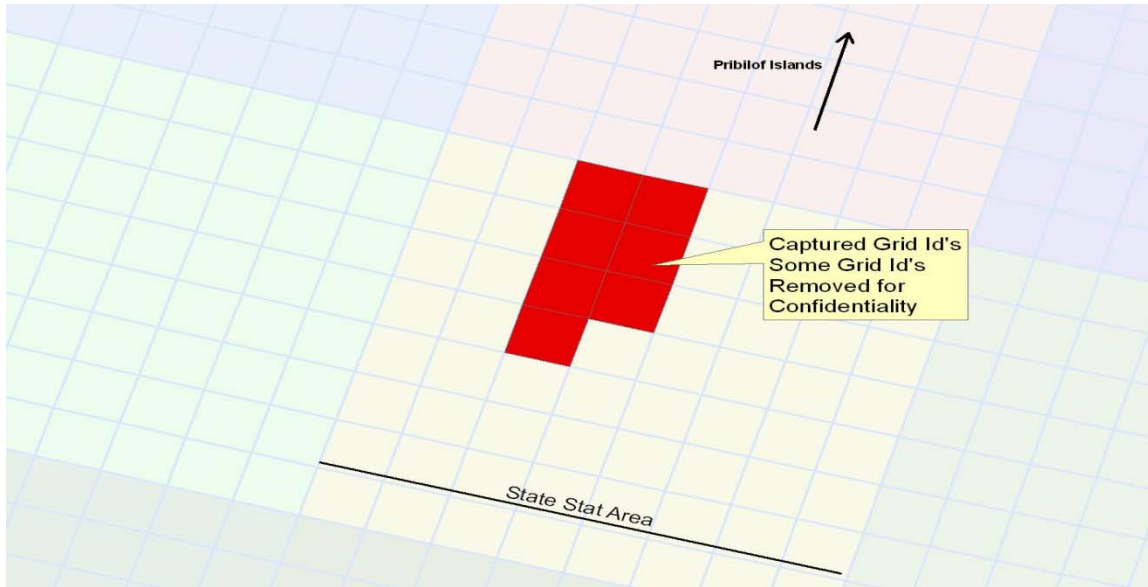 Pribilof Islands
Captured Grid Id's
Some Grid Id's
Removed for
Confidentiality
State Stat Area